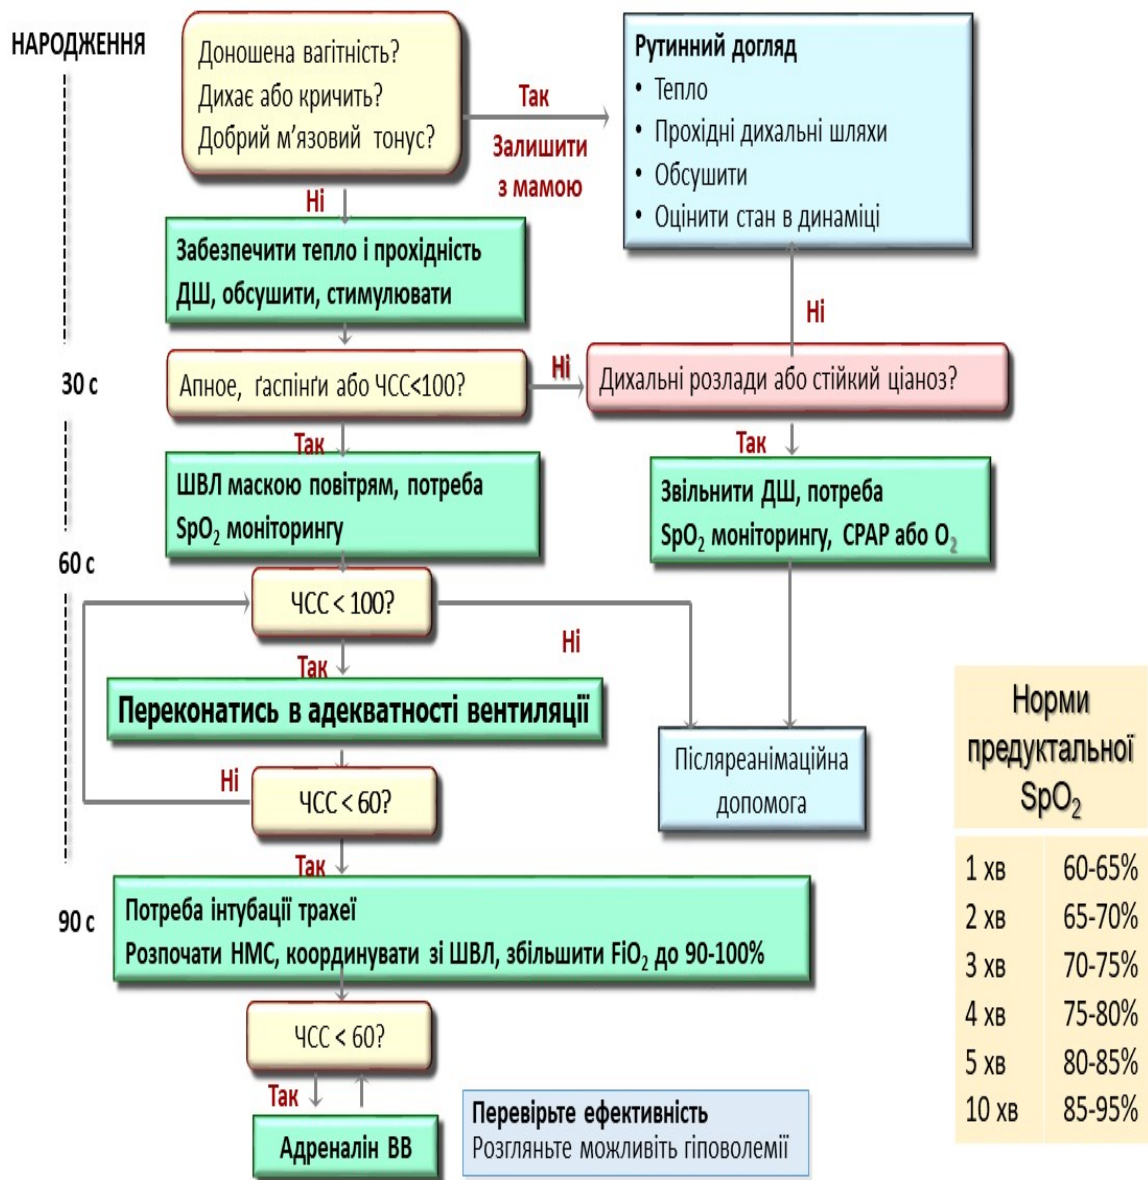 НАРОДЖЕННЯ
Доношена вагітність?
Дихає або кричить?
Добрий м’язовий тонус?
Так
Залишити
з мамою
Рутинний догляд
• Тепло
• Прохідні дихальні шляхи
• Обсушити
• Оцінити стан в динаміці
Ні
Забезпечити тепло і прохідність
ДШ, обсушити, стимулювати
Ні
30 с
Апное, ґаспінґи або ЧСС<100?
Ні
Дихальні розлади або стійкий ціаноз?
Так
Так
ШВЛ маскою повітрям, потреба
SpO₂ моніторингу
Звільнити ДШ, потреба
SpO₂ моніторингу, CPAP або O₂
60 с
ЧСС < 100?
Ні
Так
Переконатись в адекватності вентиляції
Ні
ЧСС < 60?
Післяреанімаційна
допомога
Так
90 с
Потреба інтубації трахеї
Розпочати НМС, координувати зі ШВЛ, збільшити FiO₂ до 90-100%
ЧСС < 60?
Так
Адреналін ВВ
Перевірьте ефективність
Розгляньте можливіть гіповолемії
Норми
предуктальної
SpO₂
1 хв 60-65%
2 хв 65-70%
3 хв 70-75%
4 хв 75-80%
5 хв 80-85%
10 хв 85-95%